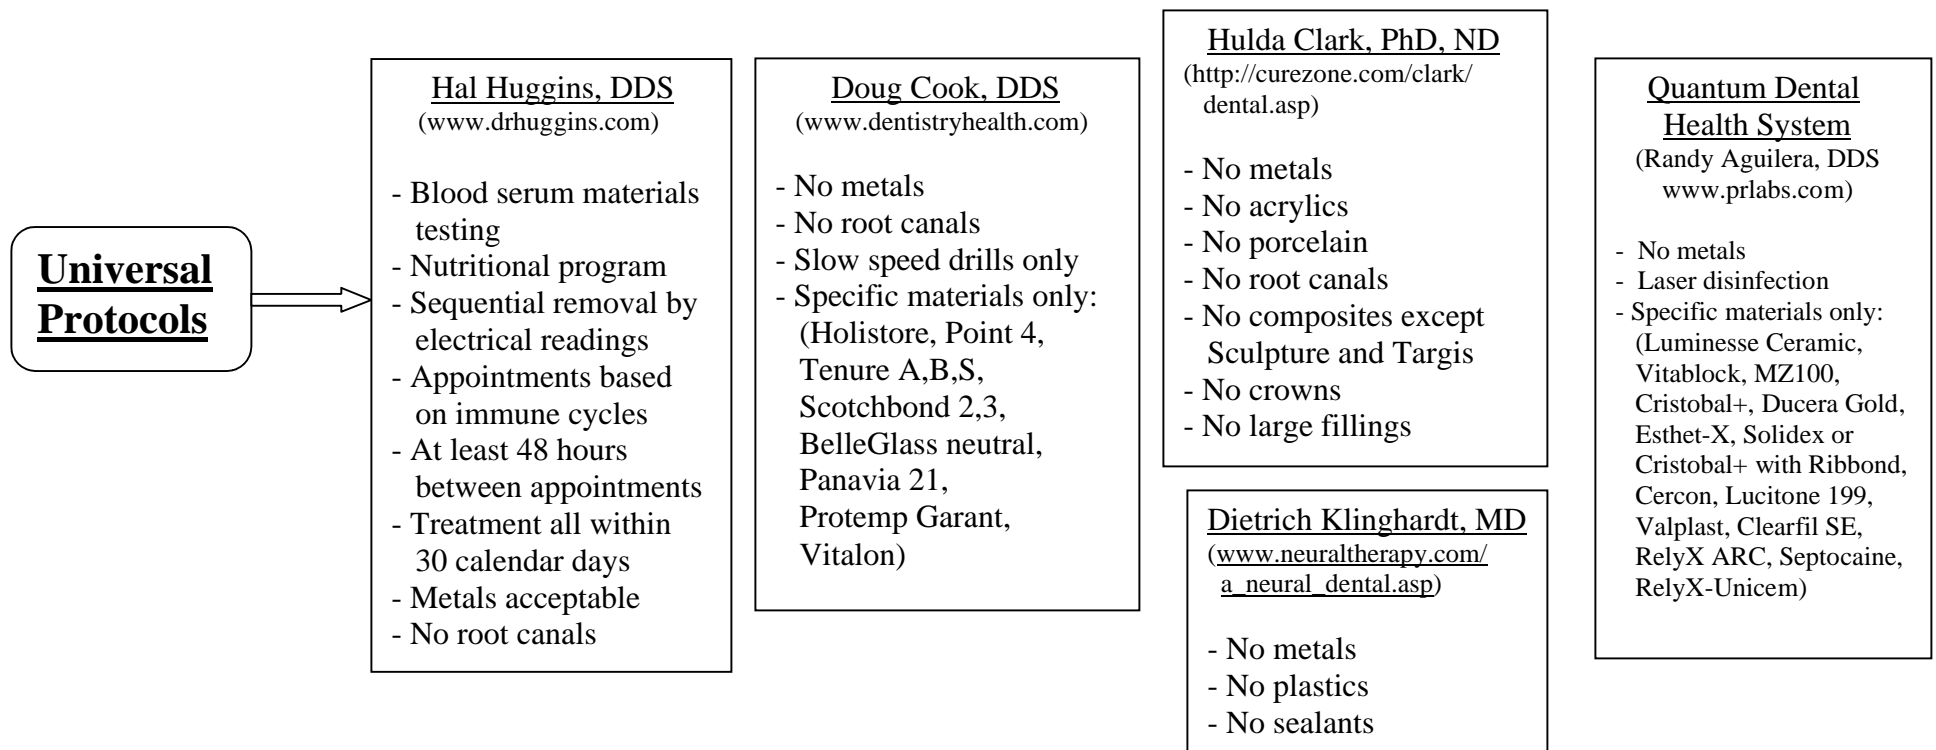 Universal
Protocols
Hal Huggins, DDS
(www.drhuggins.com)
- Blood serum materials
testing
- Nutritional program
- Sequential removal by
electrical readings
- Appointments based
on immune cycles
- At least 48 hours
between appointments
- Treatment all within
30 calendar days
- Metals acceptable
- No root canals
Doug Cook, DDS
(www.dentistryhealth.com)
- No metals
- No root canals
- Slow speed drills only
- Specific materials only:
(Holistore, Point 4,
Tenure A,B,S,
Scotchbond 2,3,
BelleGlass neutral,
Panavia 21,
Protemp Garant,
Vitalon)
Hulda Clark, PhD, ND
(http://curezone.com/clark/
dental.asp)
- No metals
- No acrylics
- No porcelain
- No root canals
- No composites except
Sculpture and Targis
- No crowns
- No large fillings
Dietrich Klinghardt, MD
(www.neuraltherapy.com/
a_neural_dental.asp)
- No metals
- No plastics
- No sealants
Quantum Dental
Health System
(Randy Aguilera, DDS
www.prlabs.com)
- No metals
- Laser disinfection
- Specific materials only:
(Luminesse Ceramic,
Vitablock, MZ100,
Cristobal+, Ducera Gold,
Esthet-X, Solidex or
Cristobal+ with Ribbond,
Cercon, Lucitone 199,
Valplast, Clearfil SE,
RelyX ARC, Septocaine,
RelyX-Unicem)